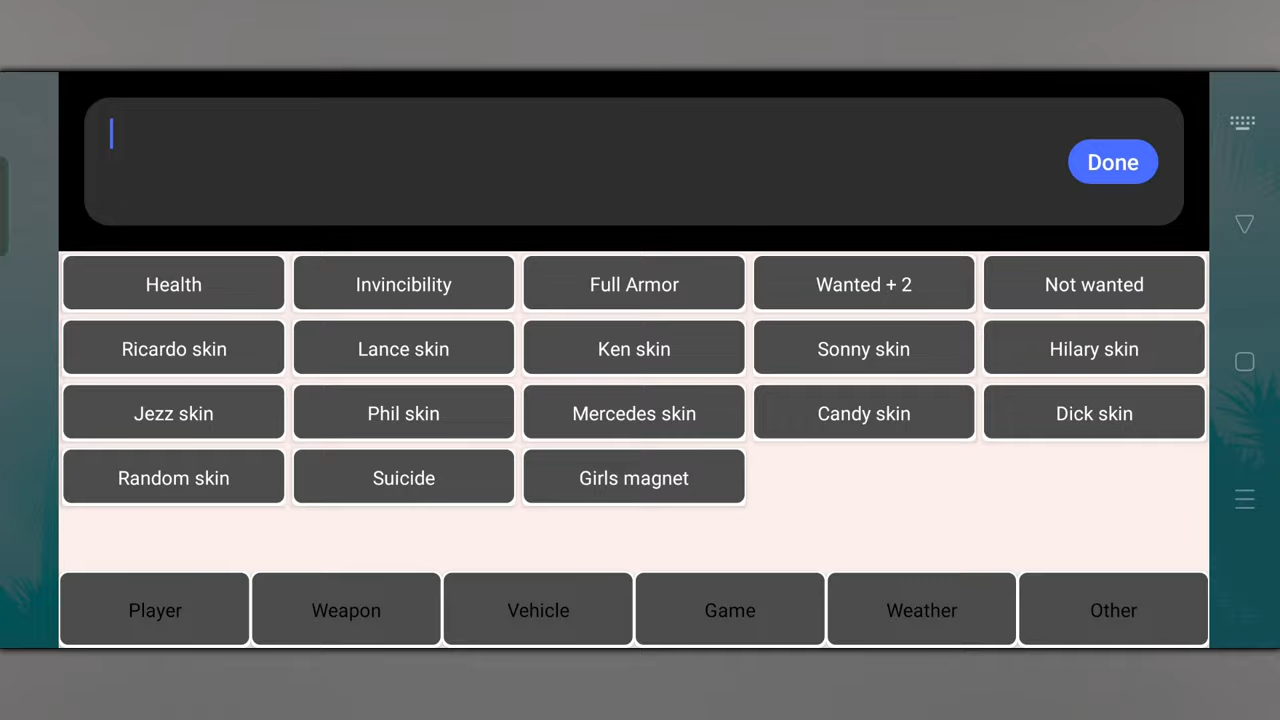 Done
Health Invincibility Full Armor Wanted + 2 Not wanted
Ricardo skin Lance skin Ken skin Sonny skin Hilary skin
Jezz skin Phil skin Mercedes skin Candy skin Dick skin
Random skin Suicide Girls magnet
Player Weapon Vehicle Game Weather Other